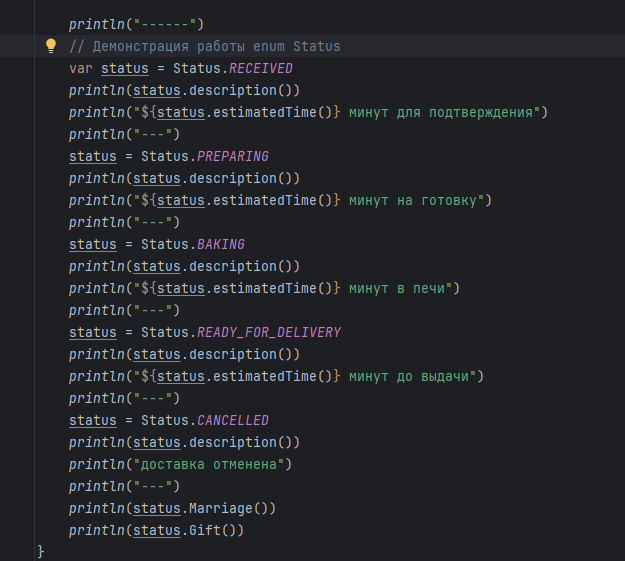 println("------")
// Демонстрация работы enum Status
var status = Status.RECEIVED
println(status.description())
println("${status.estimatedTime()} минут для подтверждения")
println("---")
status = Status.PREPARING
println(status.description())
println("${status.estimatedTime()} минут на готовку")
println("---")
status = Status.BAKING
println(status.description())
println("${status.estimatedTime()} минут в печи")
println("---")
status = Status.READY_FOR_DELIVERY
println(status.description())
println("${status.estimatedTime()} минут до выдачи")
println("---")
status = Status.CANCELLED
println(status.description())
println("доставка отменена")
println("---")
println(status.Marriage())
println(status.Gift())
}